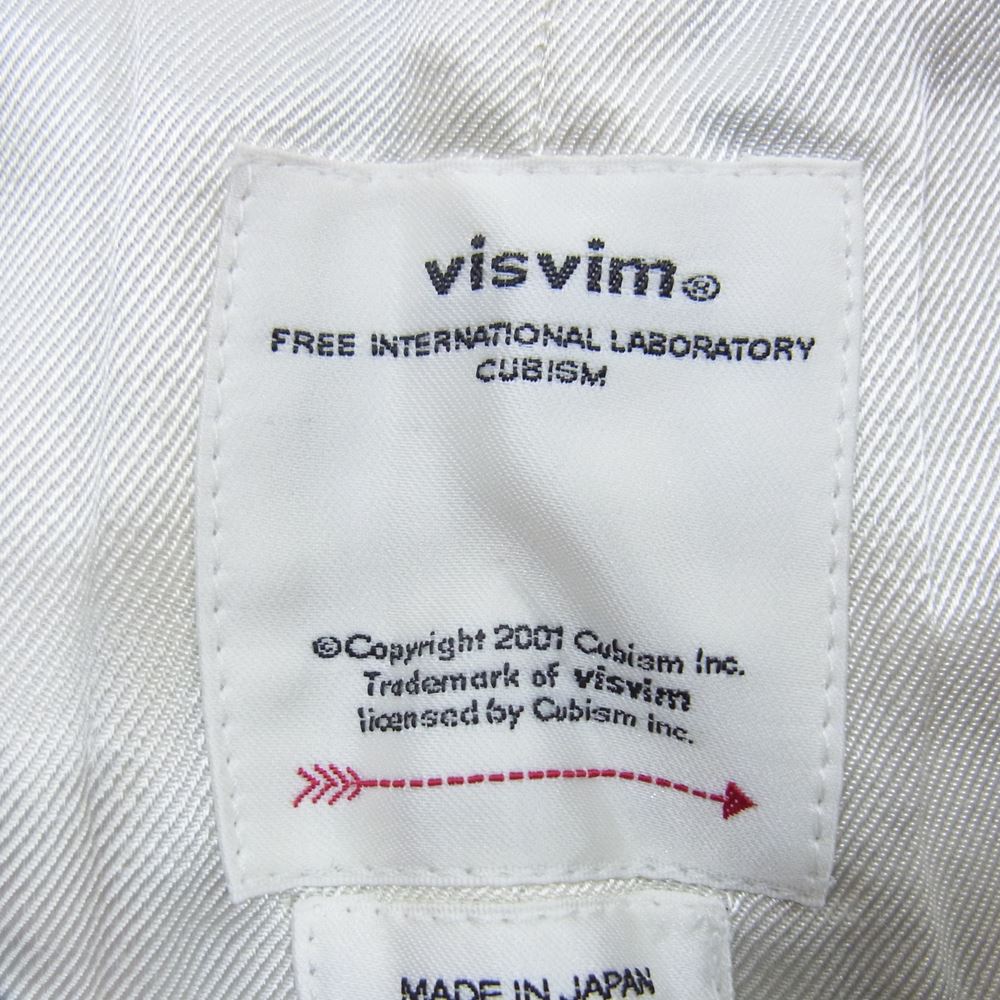 visvim®
FREE INTERNATIONAL LABORATORY
CUBISM
©Copyright 2001 Cubism Inc.
Trademark of visvim
licensed by Cubism Inc.
MADE IN JAPAN